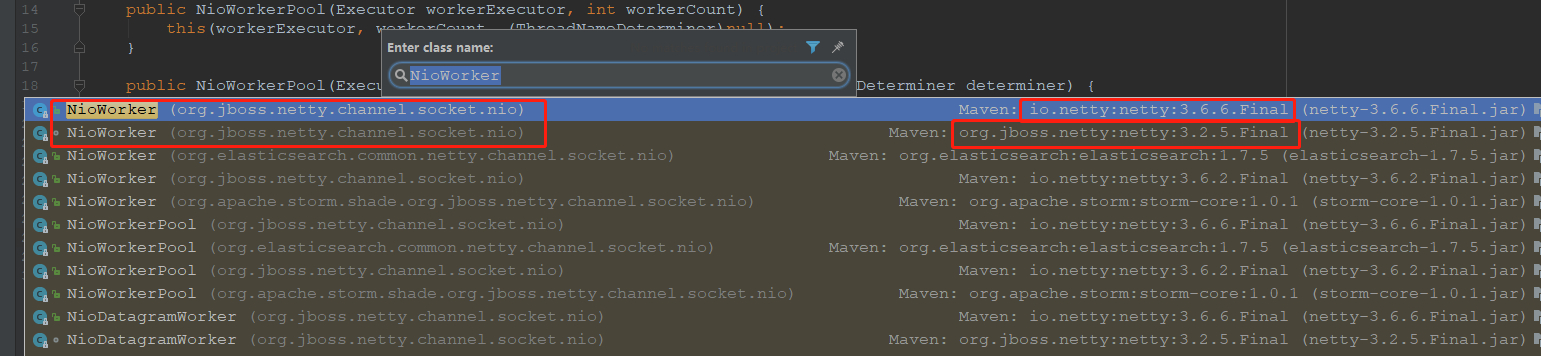 14 public NioWorkerPool(Executor workerExecutor, int workerCount) {
15 this(workerExecutor, workerCount, (ThreadNameDeterminer)null);
16 }
17
18 public NioWorkerPool(Exec Determiner determiner) {
Enter class name:
NioWorker
NioWorker (org.jboss.netty.channel.socket.nio) Maven: io.netty:netty:3.6.6.Final (netty-3.6.6.Final.jar)
NioWorker (org.jboss.netty.channel.socket.nio) Maven: org.jboss.netty:netty:3.2.5.Final (netty-3.2.5.Final.jar)
NioWorker (org.elasticsearch.common.netty.channel.socket.nio) Maven: org.elasticsearch:elasticsearch:1.7.5 (elasticsearch-1.7.5.jar)
NioWorker (org.jboss.netty.channel.socket.nio) Maven: io.netty:netty:3.6.2.Final (netty-3.6.2.Final.jar)
NioWorker (org.apache.storm.shade.org.jboss.netty.channel.socket.nio) Maven: org.apache.storm:storm-core:1.0.1 (storm-core-1.0.1.jar)
NioWorkerPool (org.jboss.netty.channel.socket.nio) Maven: io.netty:netty:3.6.6.Final (netty-3.6.6.Final.jar)
NioWorkerPool (org.elasticsearch.common.netty.channel.socket.nio) Maven: org.elasticsearch:elasticsearch:1.7.5 (elasticsearch-1.7.5.jar)
NioWorkerPool (org.jboss.netty.channel.socket.nio) Maven: io.netty:netty:3.6.2.Final (netty-3.6.2.Final.jar)
NioWorkerPool (org.apache.storm.shade.org.jboss.netty.channel.socket.nio) Maven: org.apache.storm:storm-core:1.0.1 (storm-core-1.0.1.jar)
NioDatagramWorker (org.jboss.netty.channel.socket.nio) Maven: io.netty:netty:3.6.6.Final (netty-3.6.6.Final.jar)
NioDatagramWorker (org.jboss.netty.channel.socket.nio) Maven: org.jboss.netty:netty:3.2.5.Final (netty-3.2.5.Final.jar)